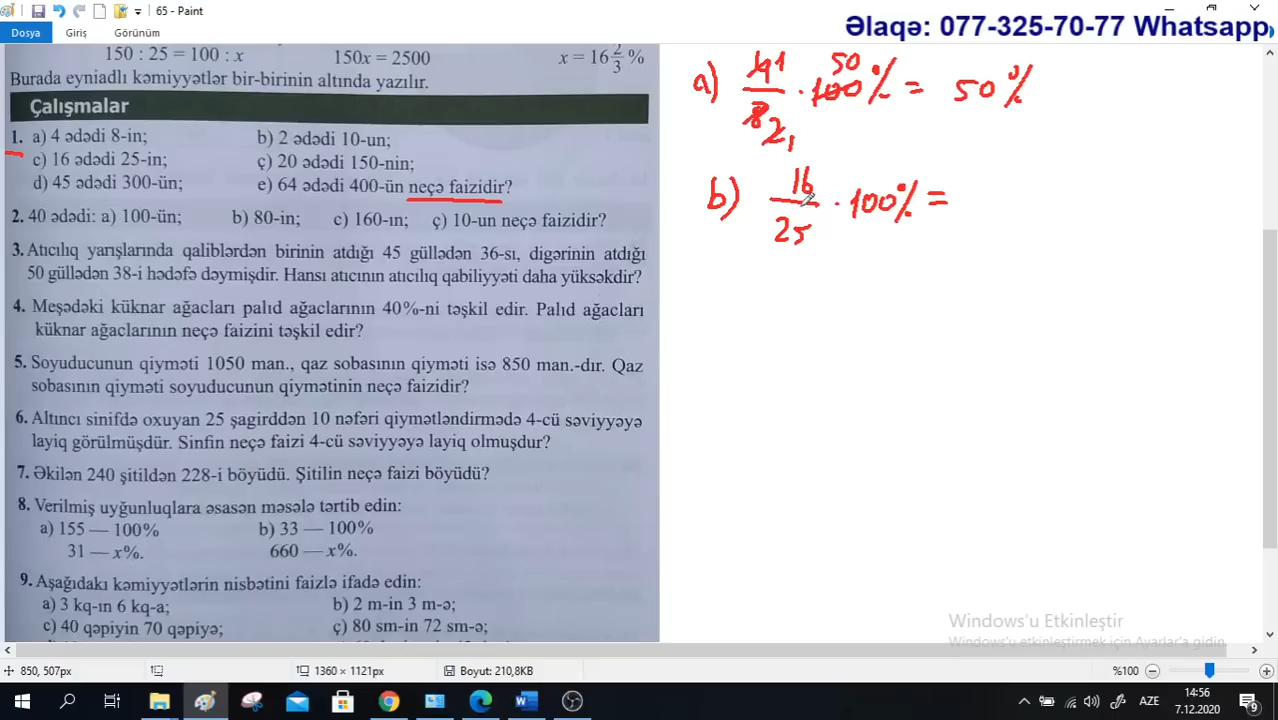 65 - Paint
Əlaqə: 077-325-70-77 Whatsapp
Dosya Giriş Görünüm
150 : 25 = 100 : x 150x = 2500 x = 16 2/3 %
Burada eyniadlı kəmiyyətlər bir-birinin altında yazılır.
Çalışmalar
1. a) 4 ədədi 8-in; b) 2 ədədi 10-un;
c) 16 ədədi 25-in; ç) 20 ədədi 150-nin;
d) 45 ədədi 300-ün; e) 64 ədədi 400-ün neçə faizidir?
2. 40 ədədi: a) 100-ün; b) 80-in; c) 160-ın; ç) 10-un neçə faizidir?
3. Atıcılıq yarışlarında qaliblərdən birinin atdığı 45 güllədən 36-sı, digərinin atdığı
50 güllədən 38-i hədəfə dəymişdir. Hansı atıcının atıcılıq qabiliyyəti daha yüksəkdir?
4. Meşədəki küknar ağacları palıd ağaclarının 40%-ni təşkil edir. Palıd ağacları
küknar ağaclarının neçə faizini təşkil edir?
5. Soyuducunun qiyməti 1050 man., qaz sobasının qiyməti isə 850 man.-dır. Qaz
sobasının qiyməti soyuducunun qiymətinin neçə faizidir?
6. Altıncı sinifdə oxuyan 25 şagirddən 10 nəfəri qiymətləndirmədə 4-cü səviyyəyə
layiq görülmüşdür. Sinfin neçə faizi 4-cü səviyyəyə layiq olmuşdur?
7. Əkilən 240 şitildən 228-i böyüdü. Şitilin neçə faizi böyüdü?
8. Verilmiş uyğunluqlara əsasən məsələ tərtib edin:
a) 155 — 100% b) 33 — 100%
31 — x%. 660 — x%.
9. Aşağıdakı kəmiyyətlərin nisbətini faizlə ifadə edin:
a) 3 kq-ın 6 kq-a; b) 2 m-in 3 m-ə;
c) 40 qəpiyin 70 qəpiyə; ç) 80 sm-in 72 sm-ə;
a) 4 1 / 8 2 1 · 100 50 % = 50%
b) 16/25 · 100% =
Windows'u Etkinleştir
Windows'u etkinleştirmek için Ayarlar'a gidin.
850, 507px 1360 × 1121px Boyut: 210,8KB %100
AZE 14:56
7.12.2020
9